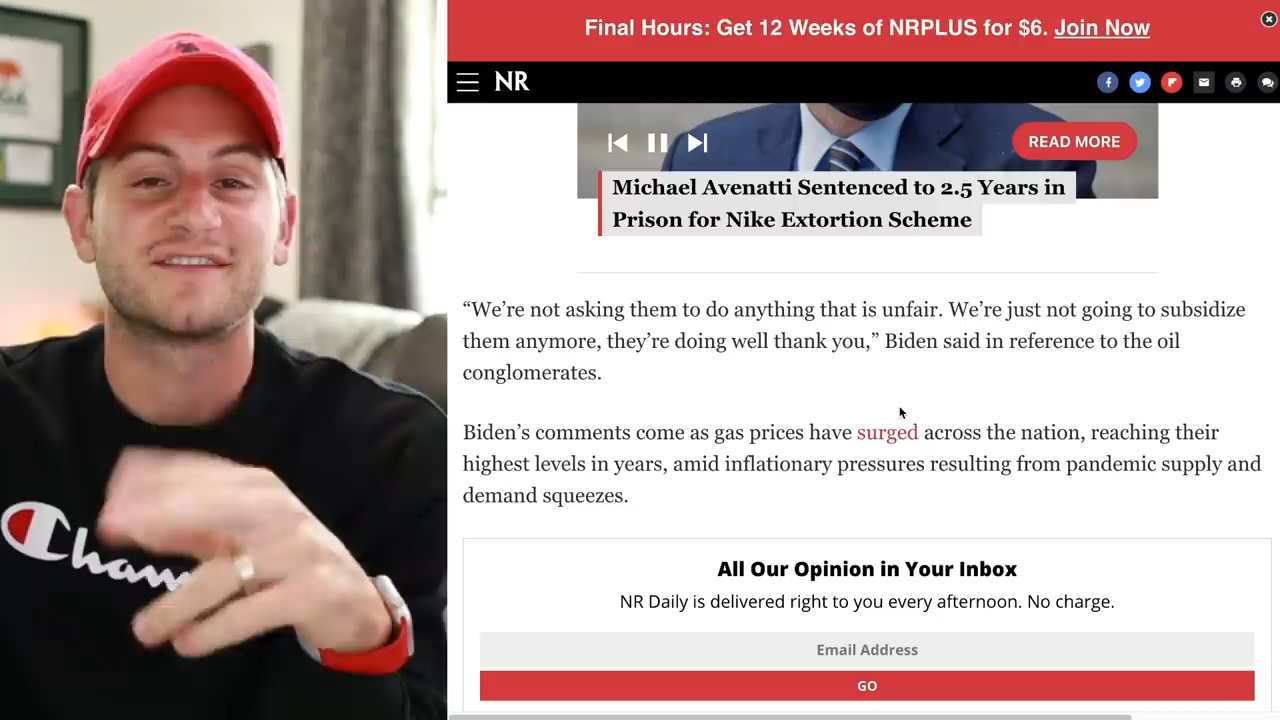 Final Hours: Get 12 Weeks of NRPLUS for $6. Join Now
NR
READ MORE
Michael Avenatti Sentenced to 2.5 Years in
Prison for Nike Extortion Scheme
“We’re not asking them to do anything that is unfair. We’re just not going to subsidize
them anymore, they’re doing well thank you,” Biden said in reference to the oil
conglomerates.
Biden’s comments come as gas prices have surged across the nation, reaching their
highest levels in years, amid inflationary pressures resulting from pandemic supply and
demand squeezes.
All Our Opinion in Your Inbox
NR Daily is delivered right to you every afternoon. No charge.
Email Address
GO
Cham